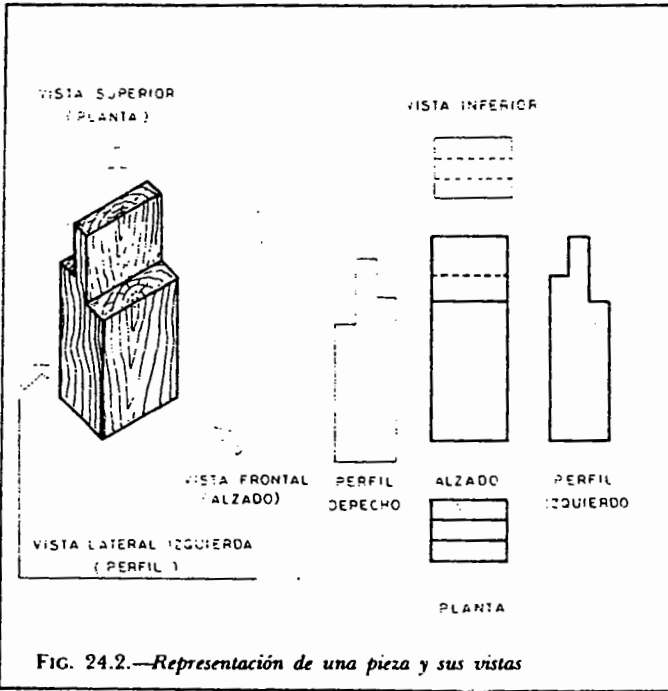 VISTA SUPERIOR
(PLANTA)
VISTA INFERIOR
VISTA FRONTAL
(ALZADO)
PERFIL
DEPECHO
ALZADO
PERFIL
IZQUIERDO
VISTA LATERAL IZQUIERDA
(PERFIL)
PLANTA
FIG. 24.2.—Representación de una pieza y sus vistas